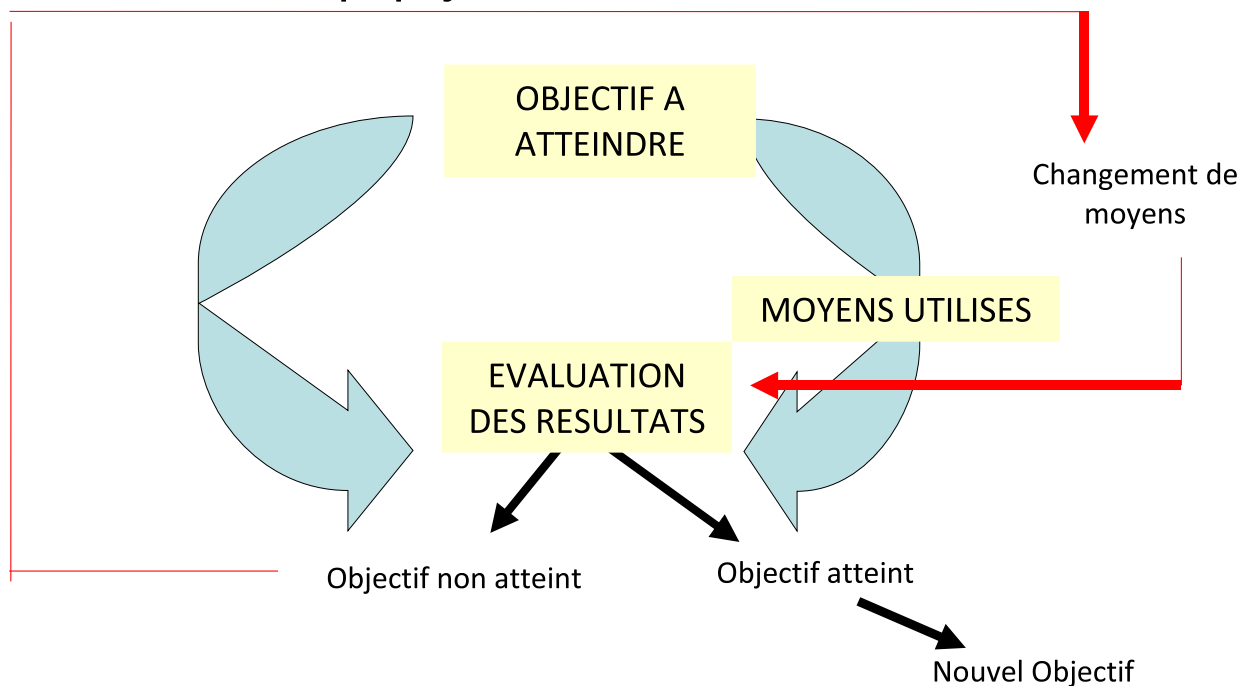 OBJECTIF A
ATTEINDRE
Changement de
moyens
MOYENS UTILISES
EVALUATION
DES RESULTATS
Objectif non atteint
Objectif atteint
Nouvel Objectif